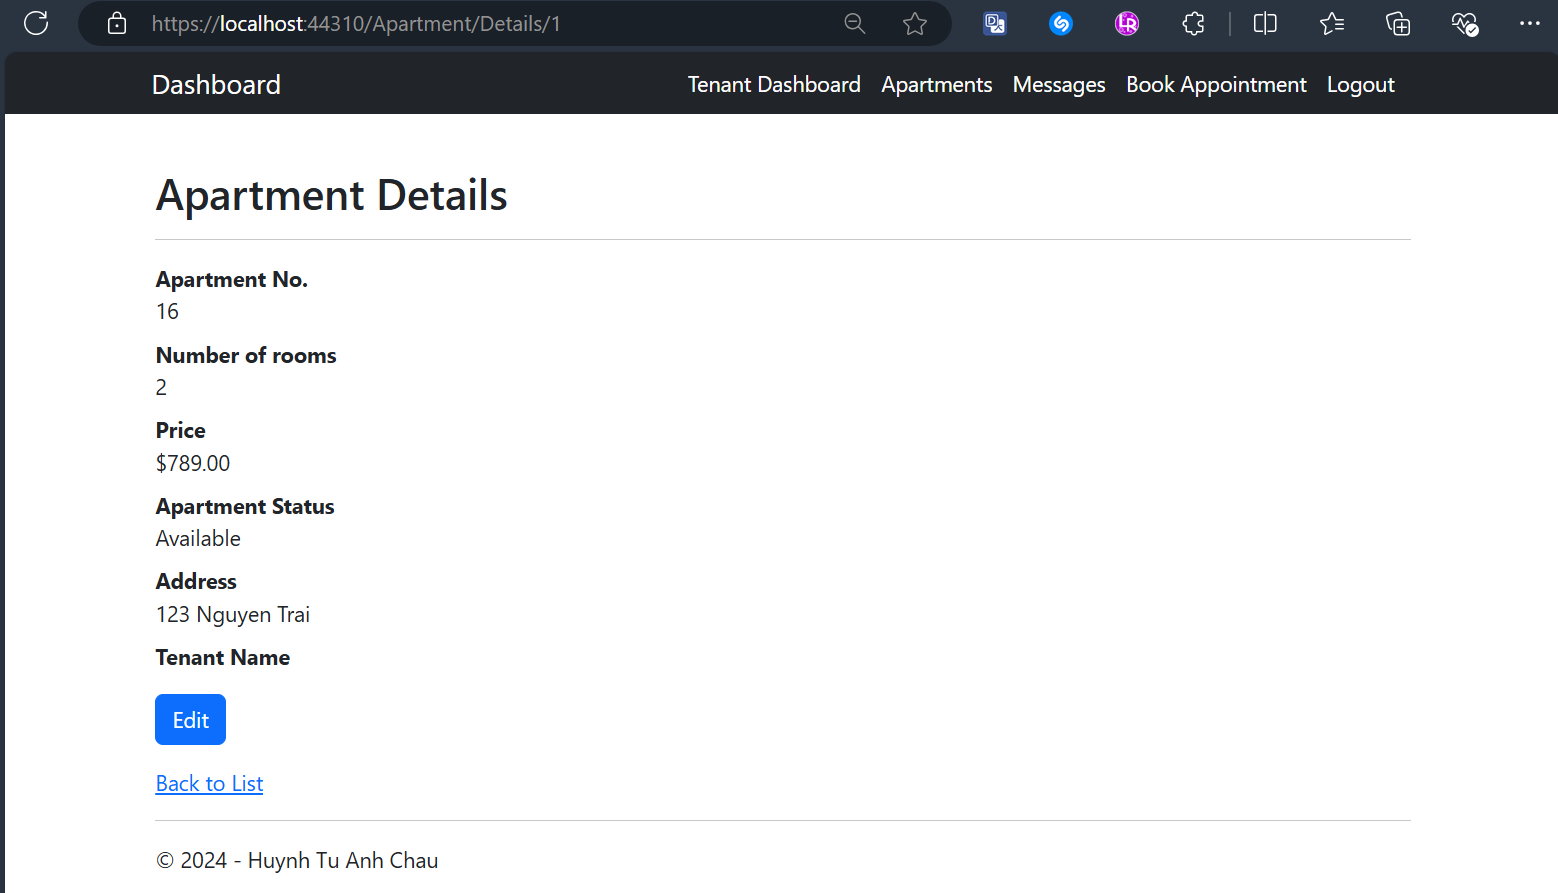 https://localhost:44310/Apartment/Details/1
Dashboard Tenant Dashboard Apartments Messages Book Appointment Logout
Apartment Details
Apartment No.
16
Number of rooms
2
Price
$789.00
Apartment Status
Available
Address
123 Nguyen Trai
Tenant Name
Edit
Back to List
© 2024 - Huynh Tu Anh Chau